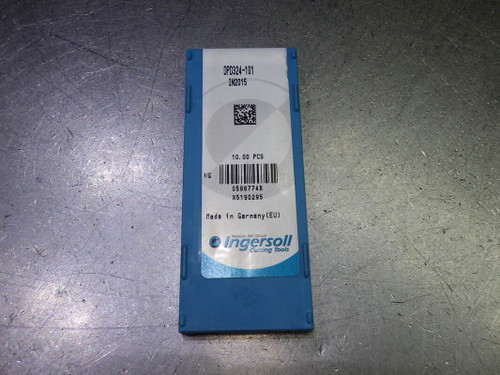 DPD324-101
IN2015
10.00 PCS
05867748
X5190295
Made in Germany(EU)
Ingersoll
Cutting Tools